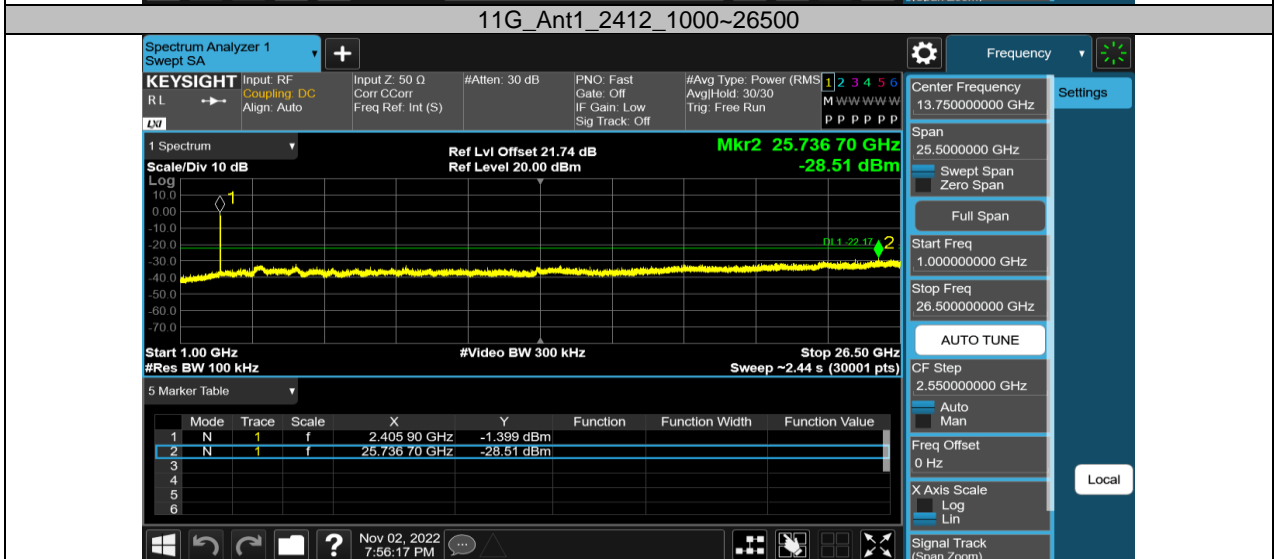 11G_Ant1_2412_1000~26500
Spectrum Analyzer 1
Swept SA
+
Frequency
KEYSIGHT
RL
LXI
Input: RF
Coupling: DC
Align: Auto
Input Z: 50 Ω
Corr CCorr
Freq Ref: Int (S)
#Atten: 30 dB
PNO: Fast
Gate: Off
IF Gain: Low
Sig Track: Off
#Avg Type: Power (RMS
Avg|Hold: 30/30
Trig: Free Run
1 2 3 4 5 6
M W W W W W
P P P P P P
1 Spectrum
Scale/Div 10 dB
Ref Lvl Offset 21.74 dB
Ref Level 20.00 dBm
Mkr2 25.736 70 GHz
-28.51 dBm
Log
10.0
0.00
-10.0
-20.0
-30.0
-40.0
-50.0
-60.0
-70.0
1
DL1 -22.17
2
Start 1.00 GHz
#Video BW 300 kHz
Stop 26.50 GHz
#Res BW 100 kHz
Sweep ~2.44 s (30001 pts)
5 Marker Table
Mode Trace Scale X Y Function Function Width Function Value
1 N 1 f 2.405 90 GHz -1.399 dBm
2 N 1 f 25.736 70 GHz -28.51 dBm
3
4
5
6
Nov 02, 2022
7:56:17 PM
Center Frequency
13.750000000 GHz
Settings
Span
25.5000000 GHz
Swept Span
Zero Span
Full Span
Start Freq
1.000000000 GHz
Stop Freq
26.500000000 GHz
AUTO TUNE
CF Step
2.550000000 GHz
Auto
Man
Freq Offset
0 Hz
X Axis Scale
Log
Lin
Local
Signal Track
(Span Zoom)